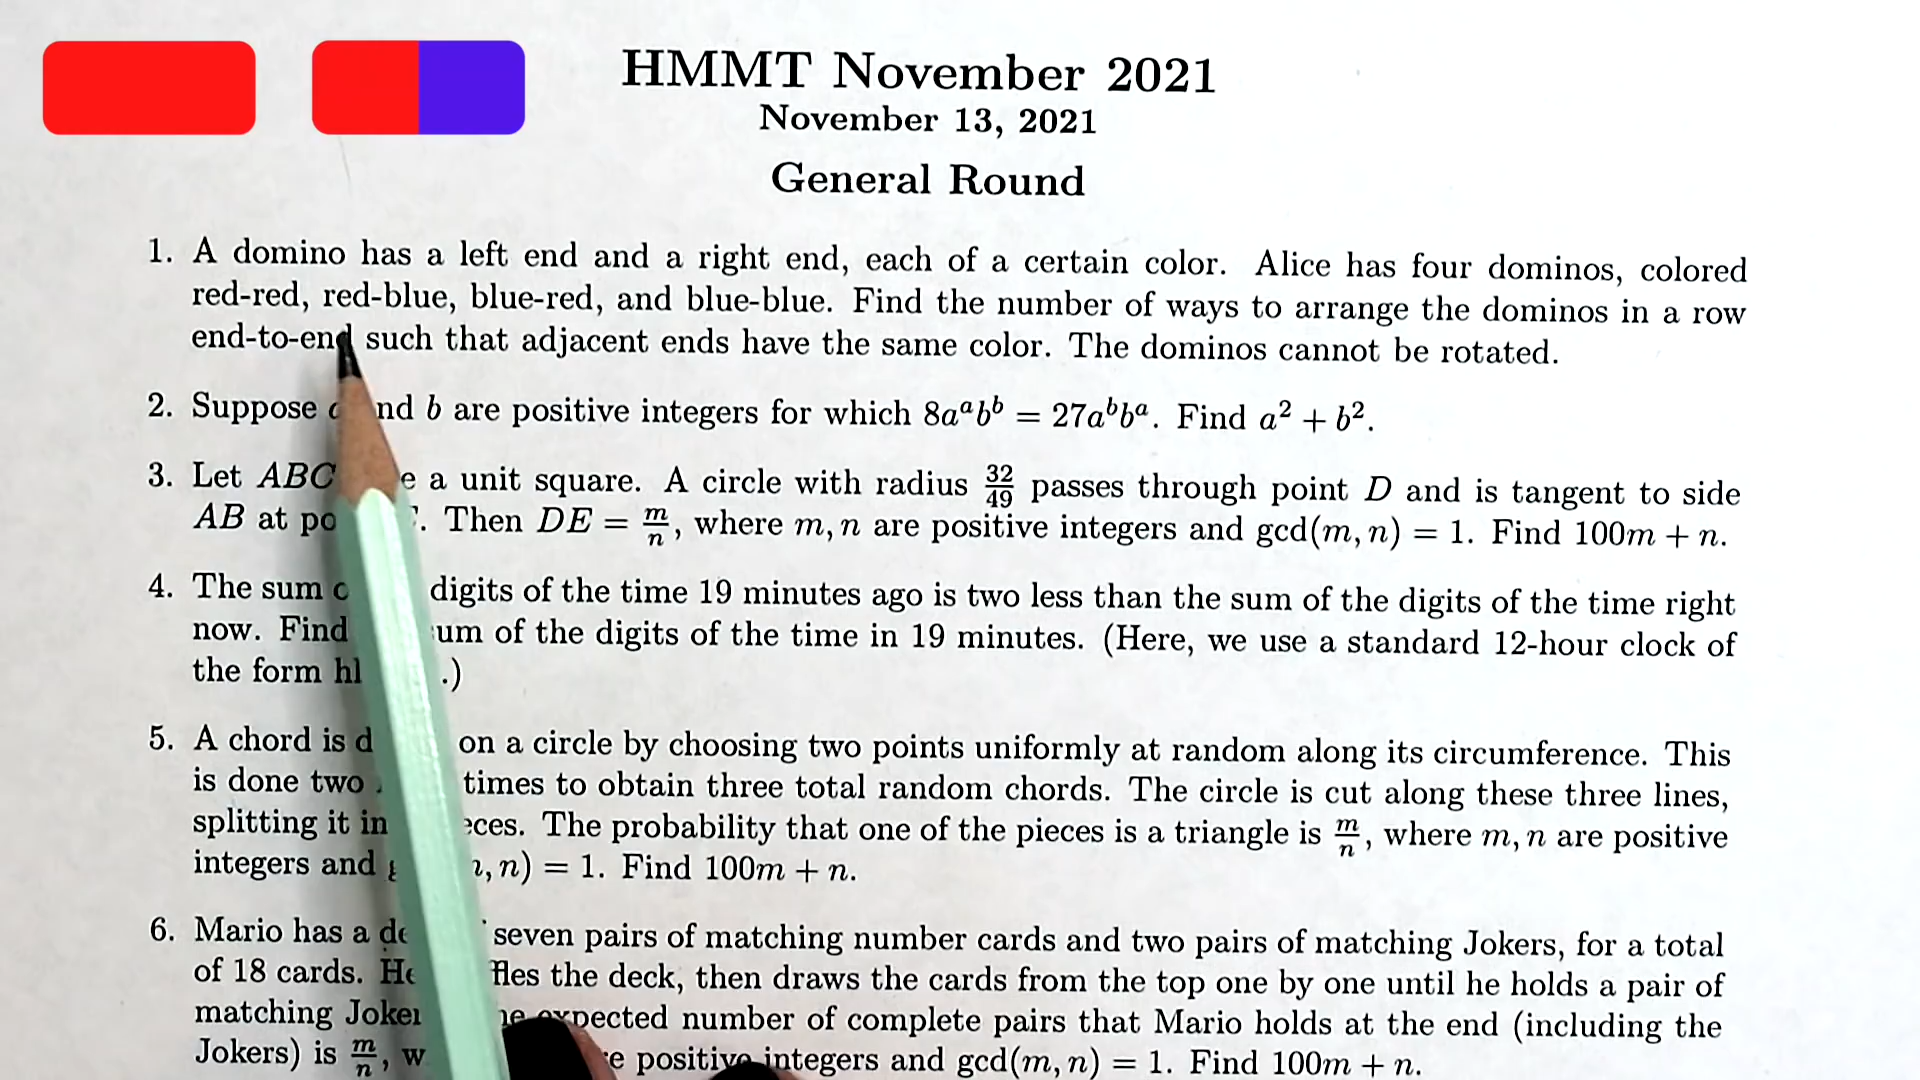 HMMT November 2021
November 13, 2021
General Round
1. A domino has a left end and a right end, each of a certain color. Alice has four dominos, colored
red-red, red-blue, blue-red, and blue-blue. Find the number of ways to arrange the dominos in a row
end-to-end such that adjacent ends have the same color. The dominos cannot be rotated.
2. Suppose nd b are positive integers for which 8aᵃbᵇ = 27aᵇbᵃ. Find a² + b².
3. Let ABC e a unit square. A circle with radius 32/49 passes through point D and is tangent to side
AB at po . Then DE = m/n, where m, n are positive integers and gcd(m, n) = 1. Find 100m + n.
4. The sum digits of the time 19 minutes ago is two less than the sum of the digits of the time right
now. Find um of the digits of the time in 19 minutes. (Here, we use a standard 12-hour clock of
the form .)
5. A chord is d on a circle by choosing two points uniformly at random along its circumference. This
is done two times to obtain three total random chords. The circle is cut along these three lines,
splitting it in eces. The probability that one of the pieces is a triangle is m/n, where m, n are positive
integers and , n) = 1. Find 100m + n.
6. Mario has a de seven pairs of matching number cards and two pairs of matching Jokers, for a total
of 18 cards. He ffles the deck, then draws the cards from the top one by one until he holds a pair of
matching Joker expected number of complete pairs that Mario holds at the end (including the
Jokers) is m/n, w e positive integers and gcd(m, n) = 1. Find 100m + n.